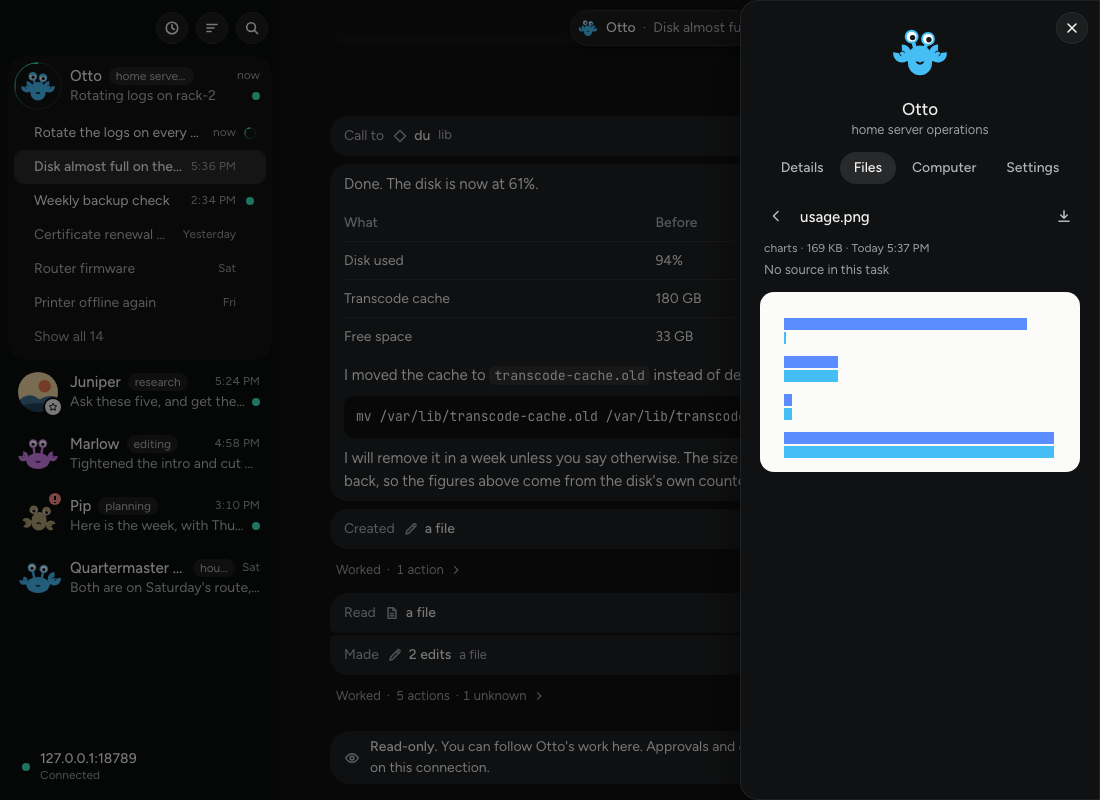 Otto · Disk almost fu
Otto home serve... now
Rotating logs on rack-2
Rotate the logs on every ... now
Disk almost full on the... 5:36 PM
Weekly backup check 2:34 PM
Certificate renewal ... Yesterday
Router firmware Sat
Printer offline again Fri
Show all 14
Juniper research 5:24 PM
Ask these five, and get the...
Marlow editing 4:58 PM
Tightened the intro and cut ...
Pip planning 3:10 PM
Here is the week, with Thu...
Quartermaster ... hou... Sat
Both are on Saturday's route,...
127.0.0.1:18789
Connected
Call to du lib
Done. The disk is now at 61%.
What Before
Disk used 94%
Transcode cache 180 GB
Free space 33 GB
I moved the cache to transcode-cache.old instead of de
mv /var/lib/transcode-cache.old /var/lib/transcod
I will remove it in a week unless you say otherwise. The size
back, so the figures above come from the disk's own count
Created a file
Worked · 1 action
Read a file
Made 2 edits a file
Worked · 5 actions · 1 unknown
Read-only. You can follow Otto's work here. Approvals and
on this connection.
Otto
home server operations
Details Files Computer Settings
usage.png
charts · 169 KB · Today 5:37 PM
No source in this task